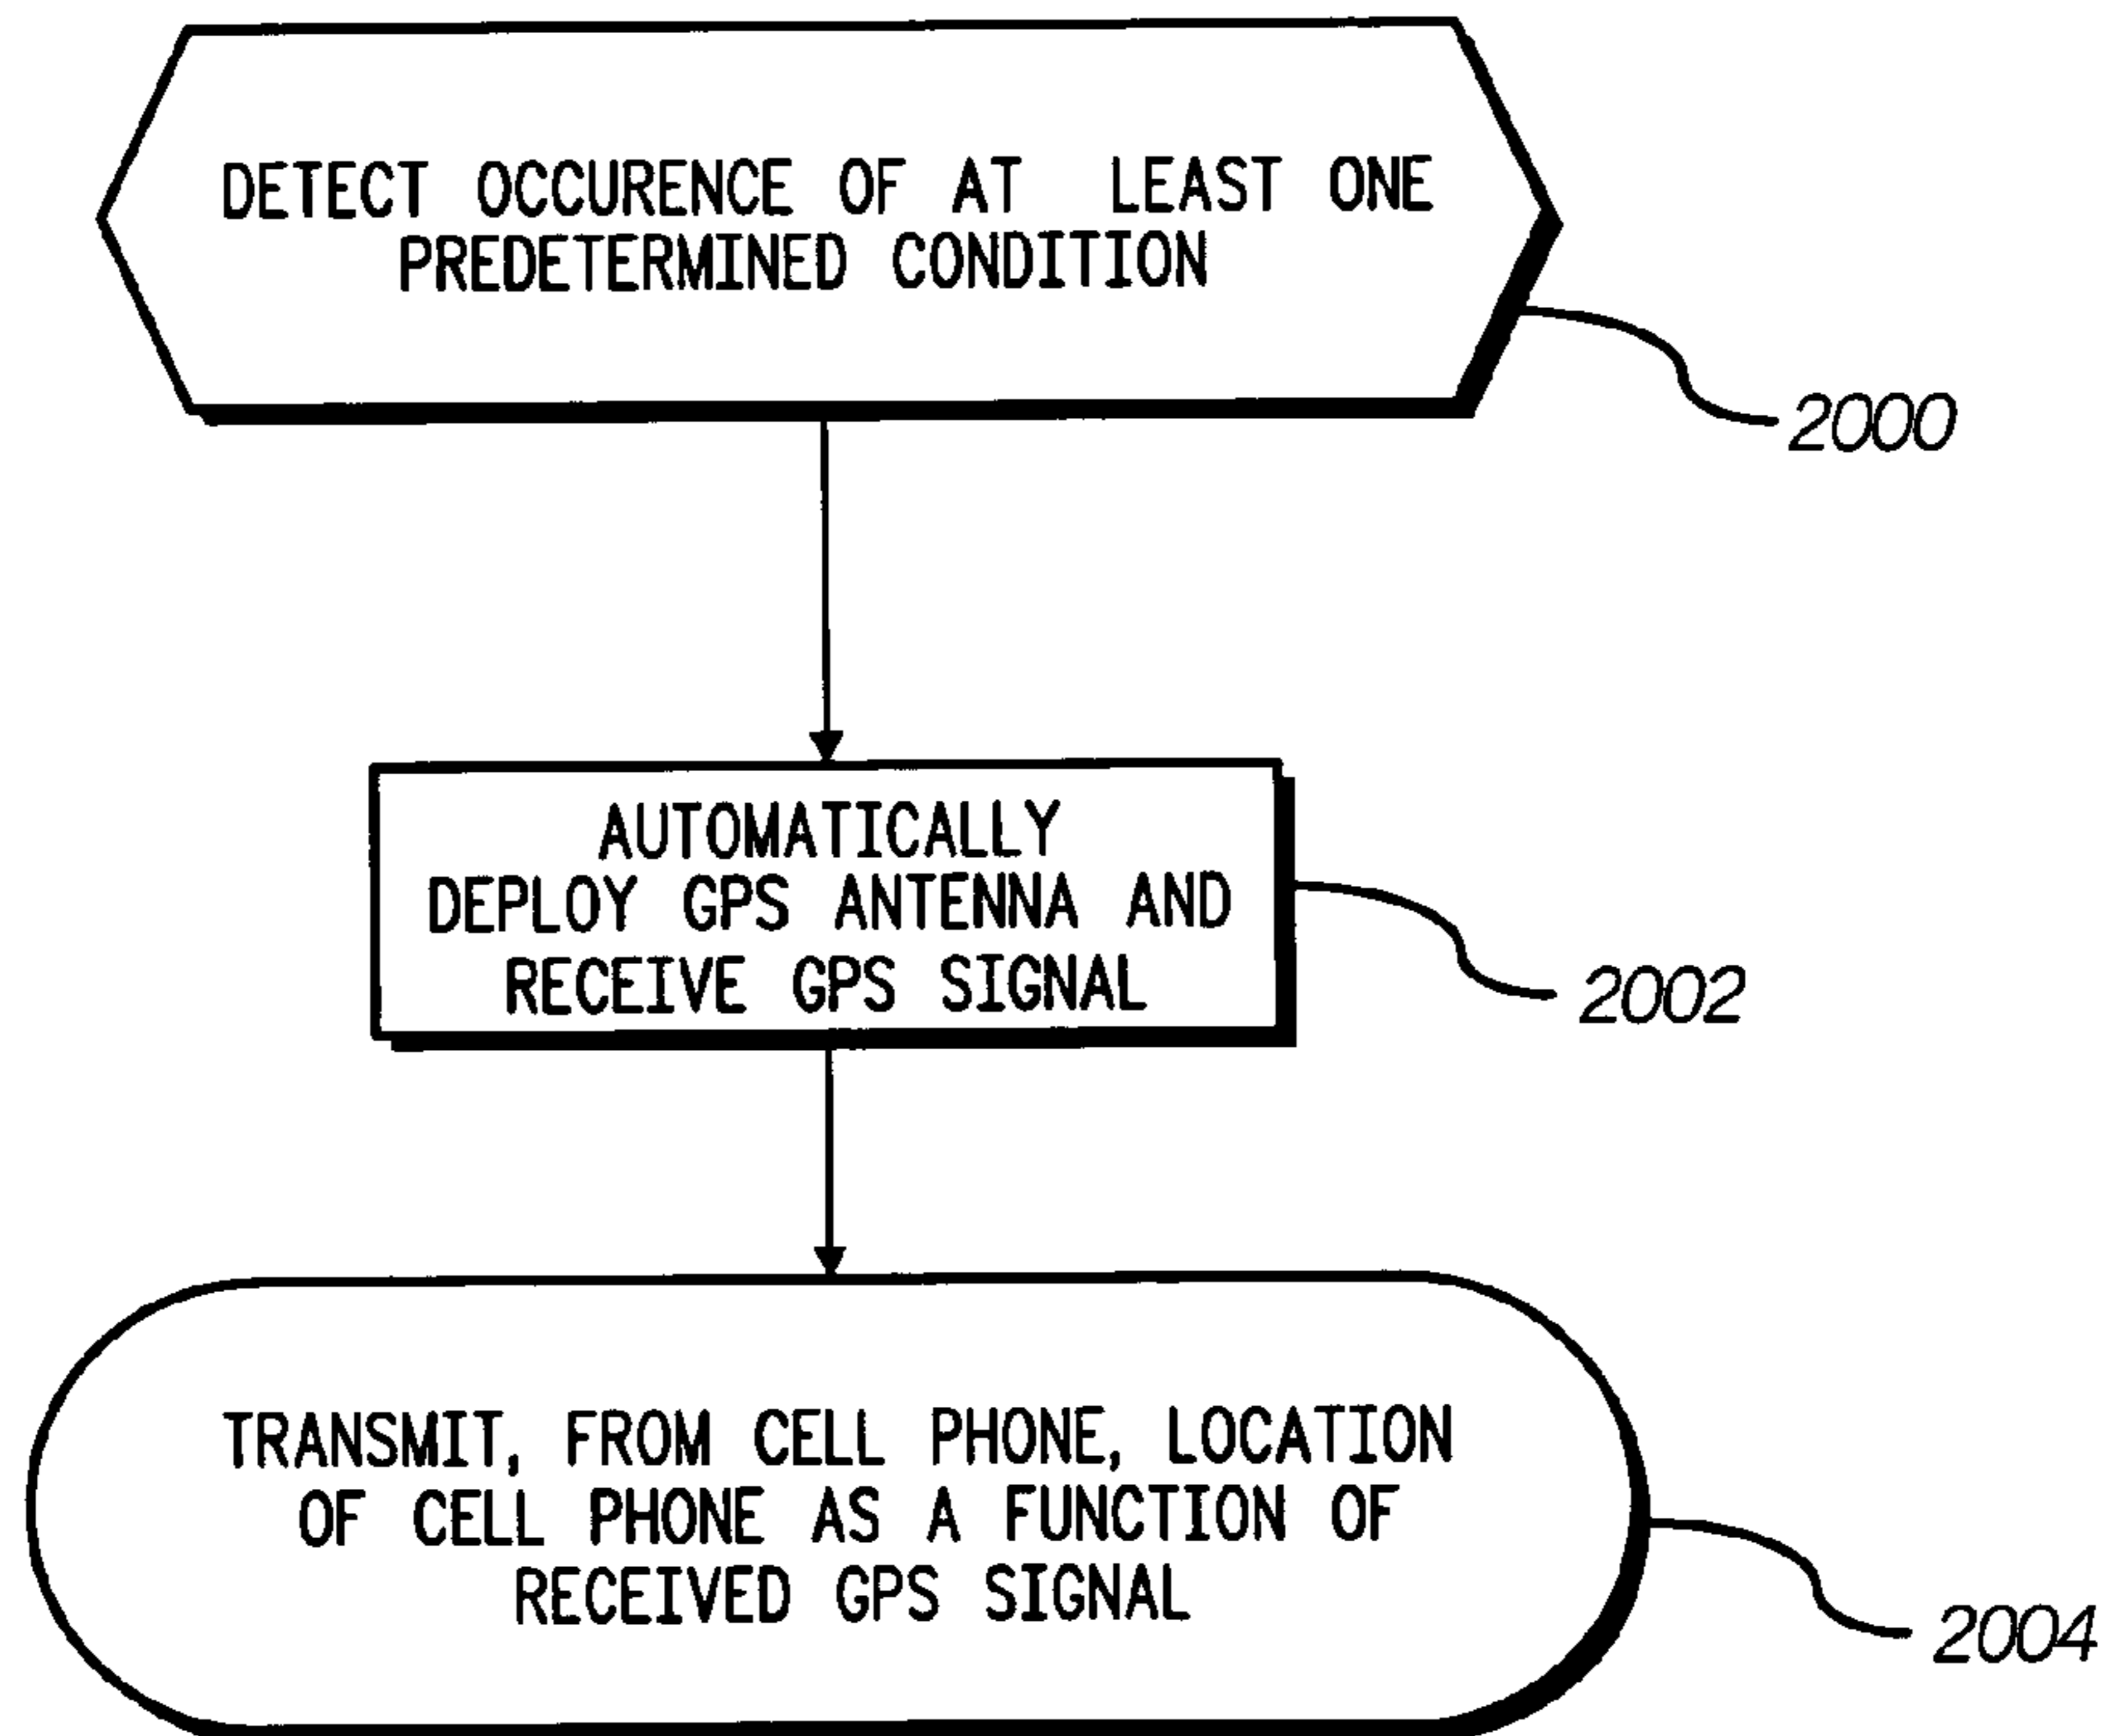 DETECT OCCURENCE OF AT LEAST ONE
PREDETERMINED CONDITION
2000
AUTOMATICALLY
DEPLOY GPS ANTENNA AND
RECEIVE GPS SIGNAL
2002
TRANSMIT, FROM CELL PHONE, LOCATION
OF CELL PHONE AS A FUNCTION OF
RECEIVED GPS SIGNAL
2004